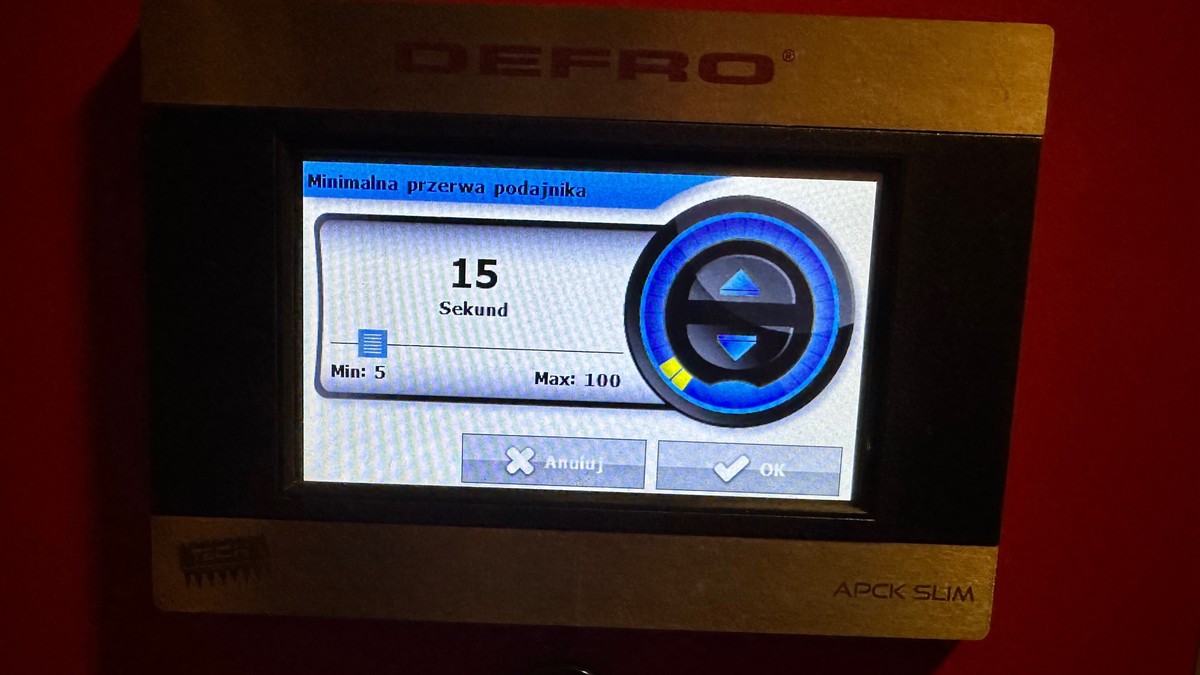 DEFRO®
Minimalna przerwa podajnika
15
Sekund
Min: 5
Max: 100
Anuluj
OK
APCK SLIM